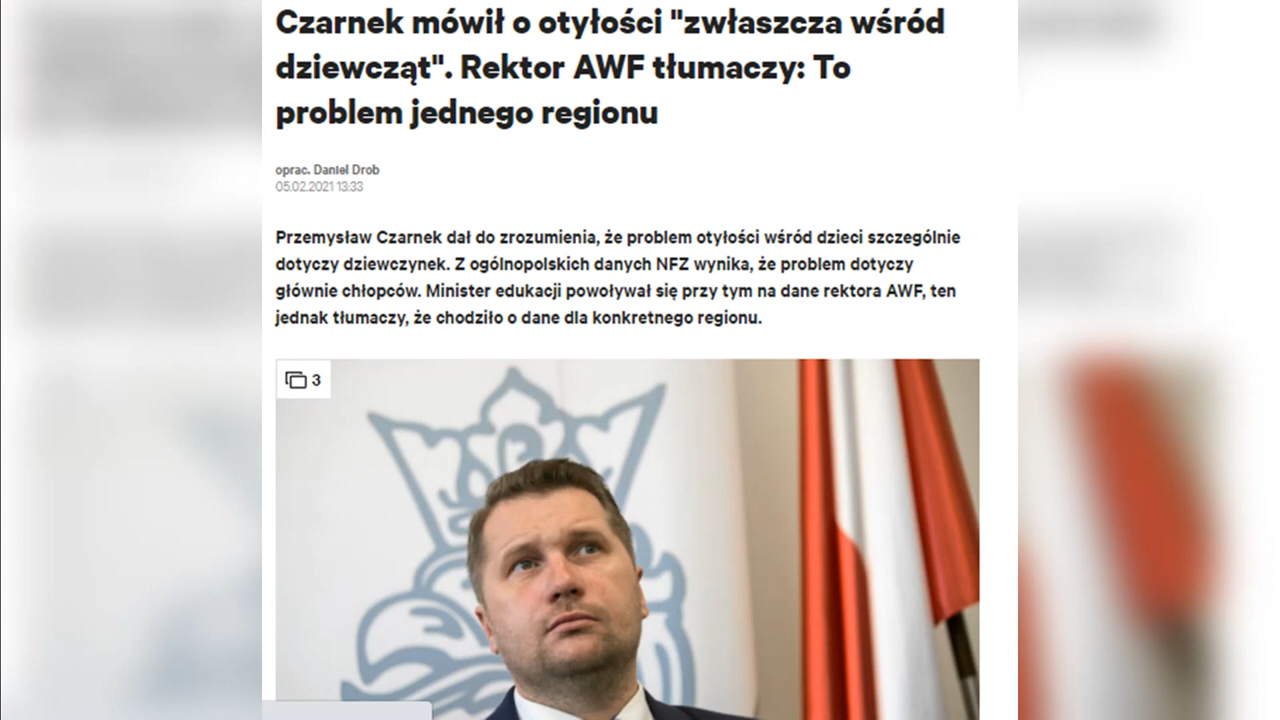 Czarnek mówił o otyłości "zwłaszcza wśród
dziewcząt". Rektor AWF tłumaczy: To
problem jednego regionu
oprac. Daniel Drob
05.02.2021 13:33
Przemysław Czarnek dał do zrozumienia, że problem otyłości wśród dzieci szczególnie
dotyczy dziewczynek. Z ogólnopolskich danych NFZ wynika, że problem dotyczy
głównie chłopców. Minister edukacji powoływał się przy tym na dane rektora AWF, ten
jednak tłumaczy, że chodziło o dane dla konkretnego regionu.
3